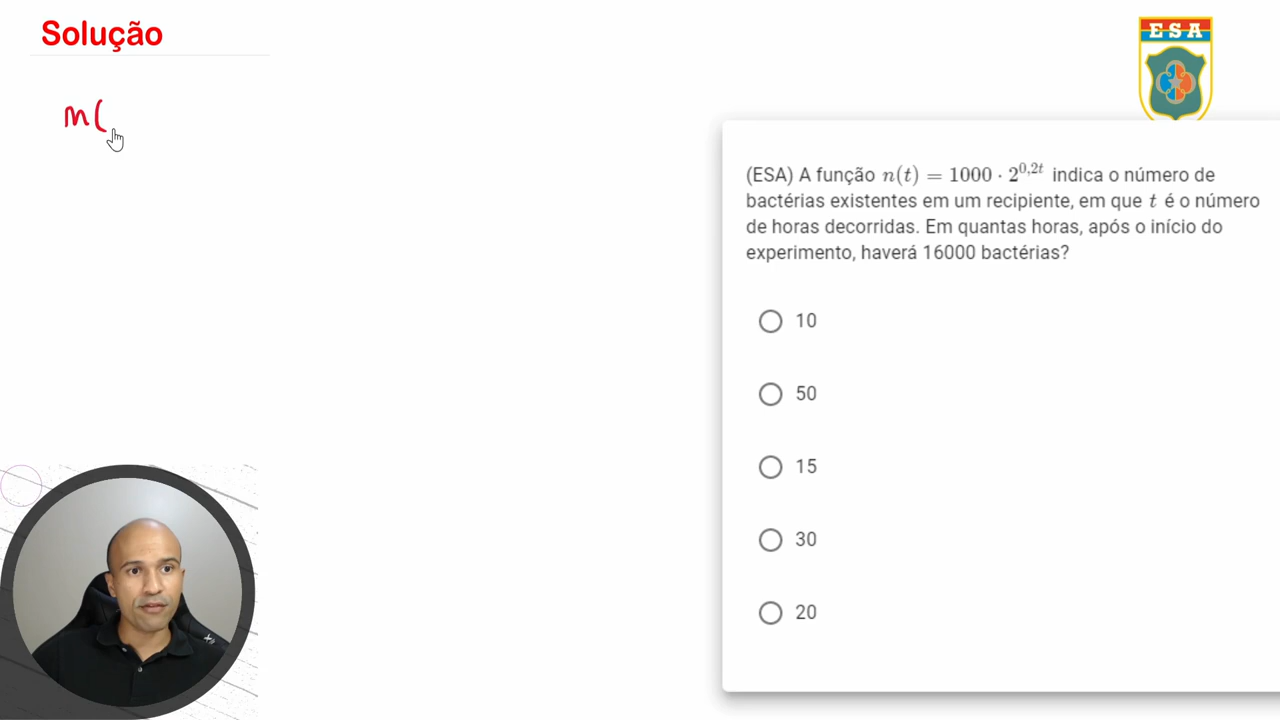 Solução
n(
ESA
(ESA) A função n(t) = 1000 · 2^{0,2t} indica o número de
bactérias existentes em um recipiente, em que t é o número
de horas decorridas. Em quantas horas, após o início do
experimento, haverá 16000 bactérias?
10
50
15
30
20